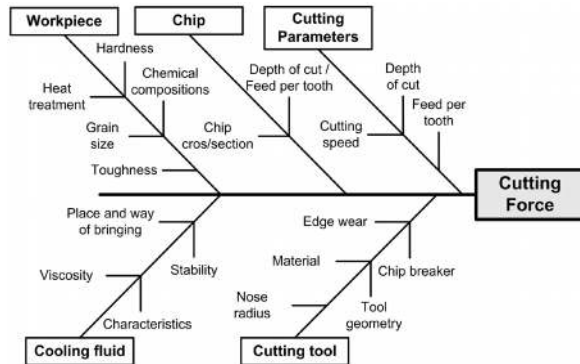 Workpiece
Chip
Cutting
Parameters
Hardness
Heat
treatment
Chemical
compositions
Grain
size
Toughness
Depth of cut /
Feed per tooth
Chip
cros/section
Depth
of cut
Feed per
tooth
Cutting
speed
Cutting
Force
Place and way
of bringing
Stability
Viscosity
Characteristics
Cooling fluid
Edge wear
Chip breaker
Material
Tool
geometry
Nose
radius
Cutting tool